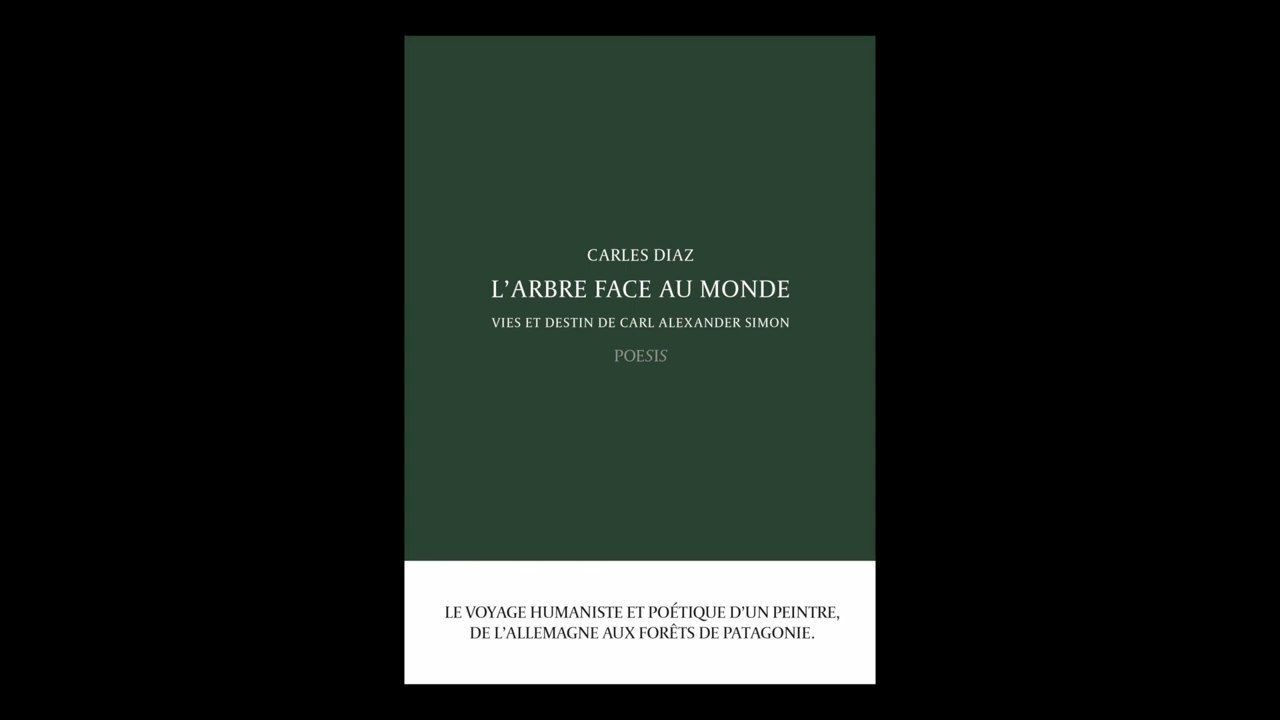 CARLES DIAZ
L’ARBRE FACE AU MONDE
VIES ET DESTIN DE CARL ALEXANDER SIMON
POESIS
LE VOYAGE HUMANISTE ET POÉTIQUE D’UN PEINTRE,
DE L’ALLEMAGNE AUX FORÊTS DE PATAGONIE.